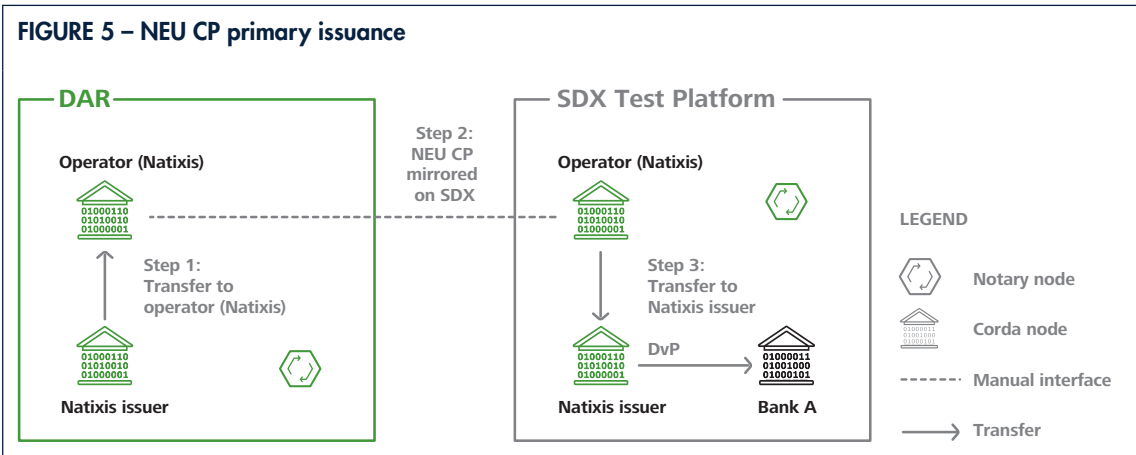 FIGURE 5 – NEU CP primary issuance
DAR
Operator (Natixis)
01000110
01010010
01000001
Step 1:
Transfer to
operator (Natixis)
01000110
01010010
01000001
Natixis issuer
Step 2:
NEU CP
mirrored
on SDX
SDX Test Platform
Operator (Natixis)
01000110
01010010
01000001
Step 3:
Transfer to
Natixis issuer
01000110
01010010
01000001
Natixis issuer
DvP
01000011
01001000
01000101
Bank A
LEGEND
Notary node
01000011
01001000
01000101
Corda node
Manual interface
Transfer